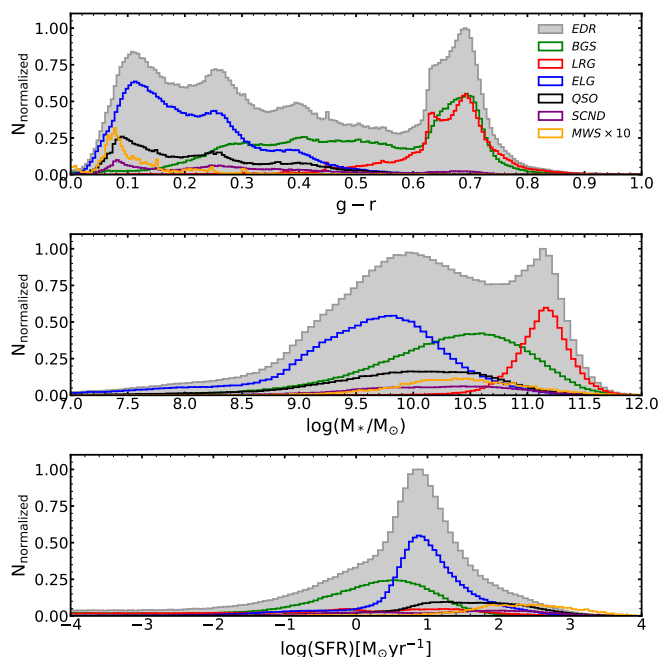 1.00
0.75
0.50
0.25
0.00
N_normalized
EDR
BGS
LRG
ELG
QSO
SCND
MWS × 10
0.0 0.1 0.2 0.3 0.4 0.5 0.6 0.7 0.8 0.9 1.0
g − r
1.00
0.75
0.50
0.25
0.00
N_normalized
7.0 7.5 8.0 8.5 9.0 9.5 10.0 10.5 11.0 11.5 12.0
log(M_*/M_⊙)
1.00
0.75
0.50
0.25
0.00
N_normalized
−4 −3 −2 −1 0 1 2 3 4
log(SFR)[M_⊙yr^−1]